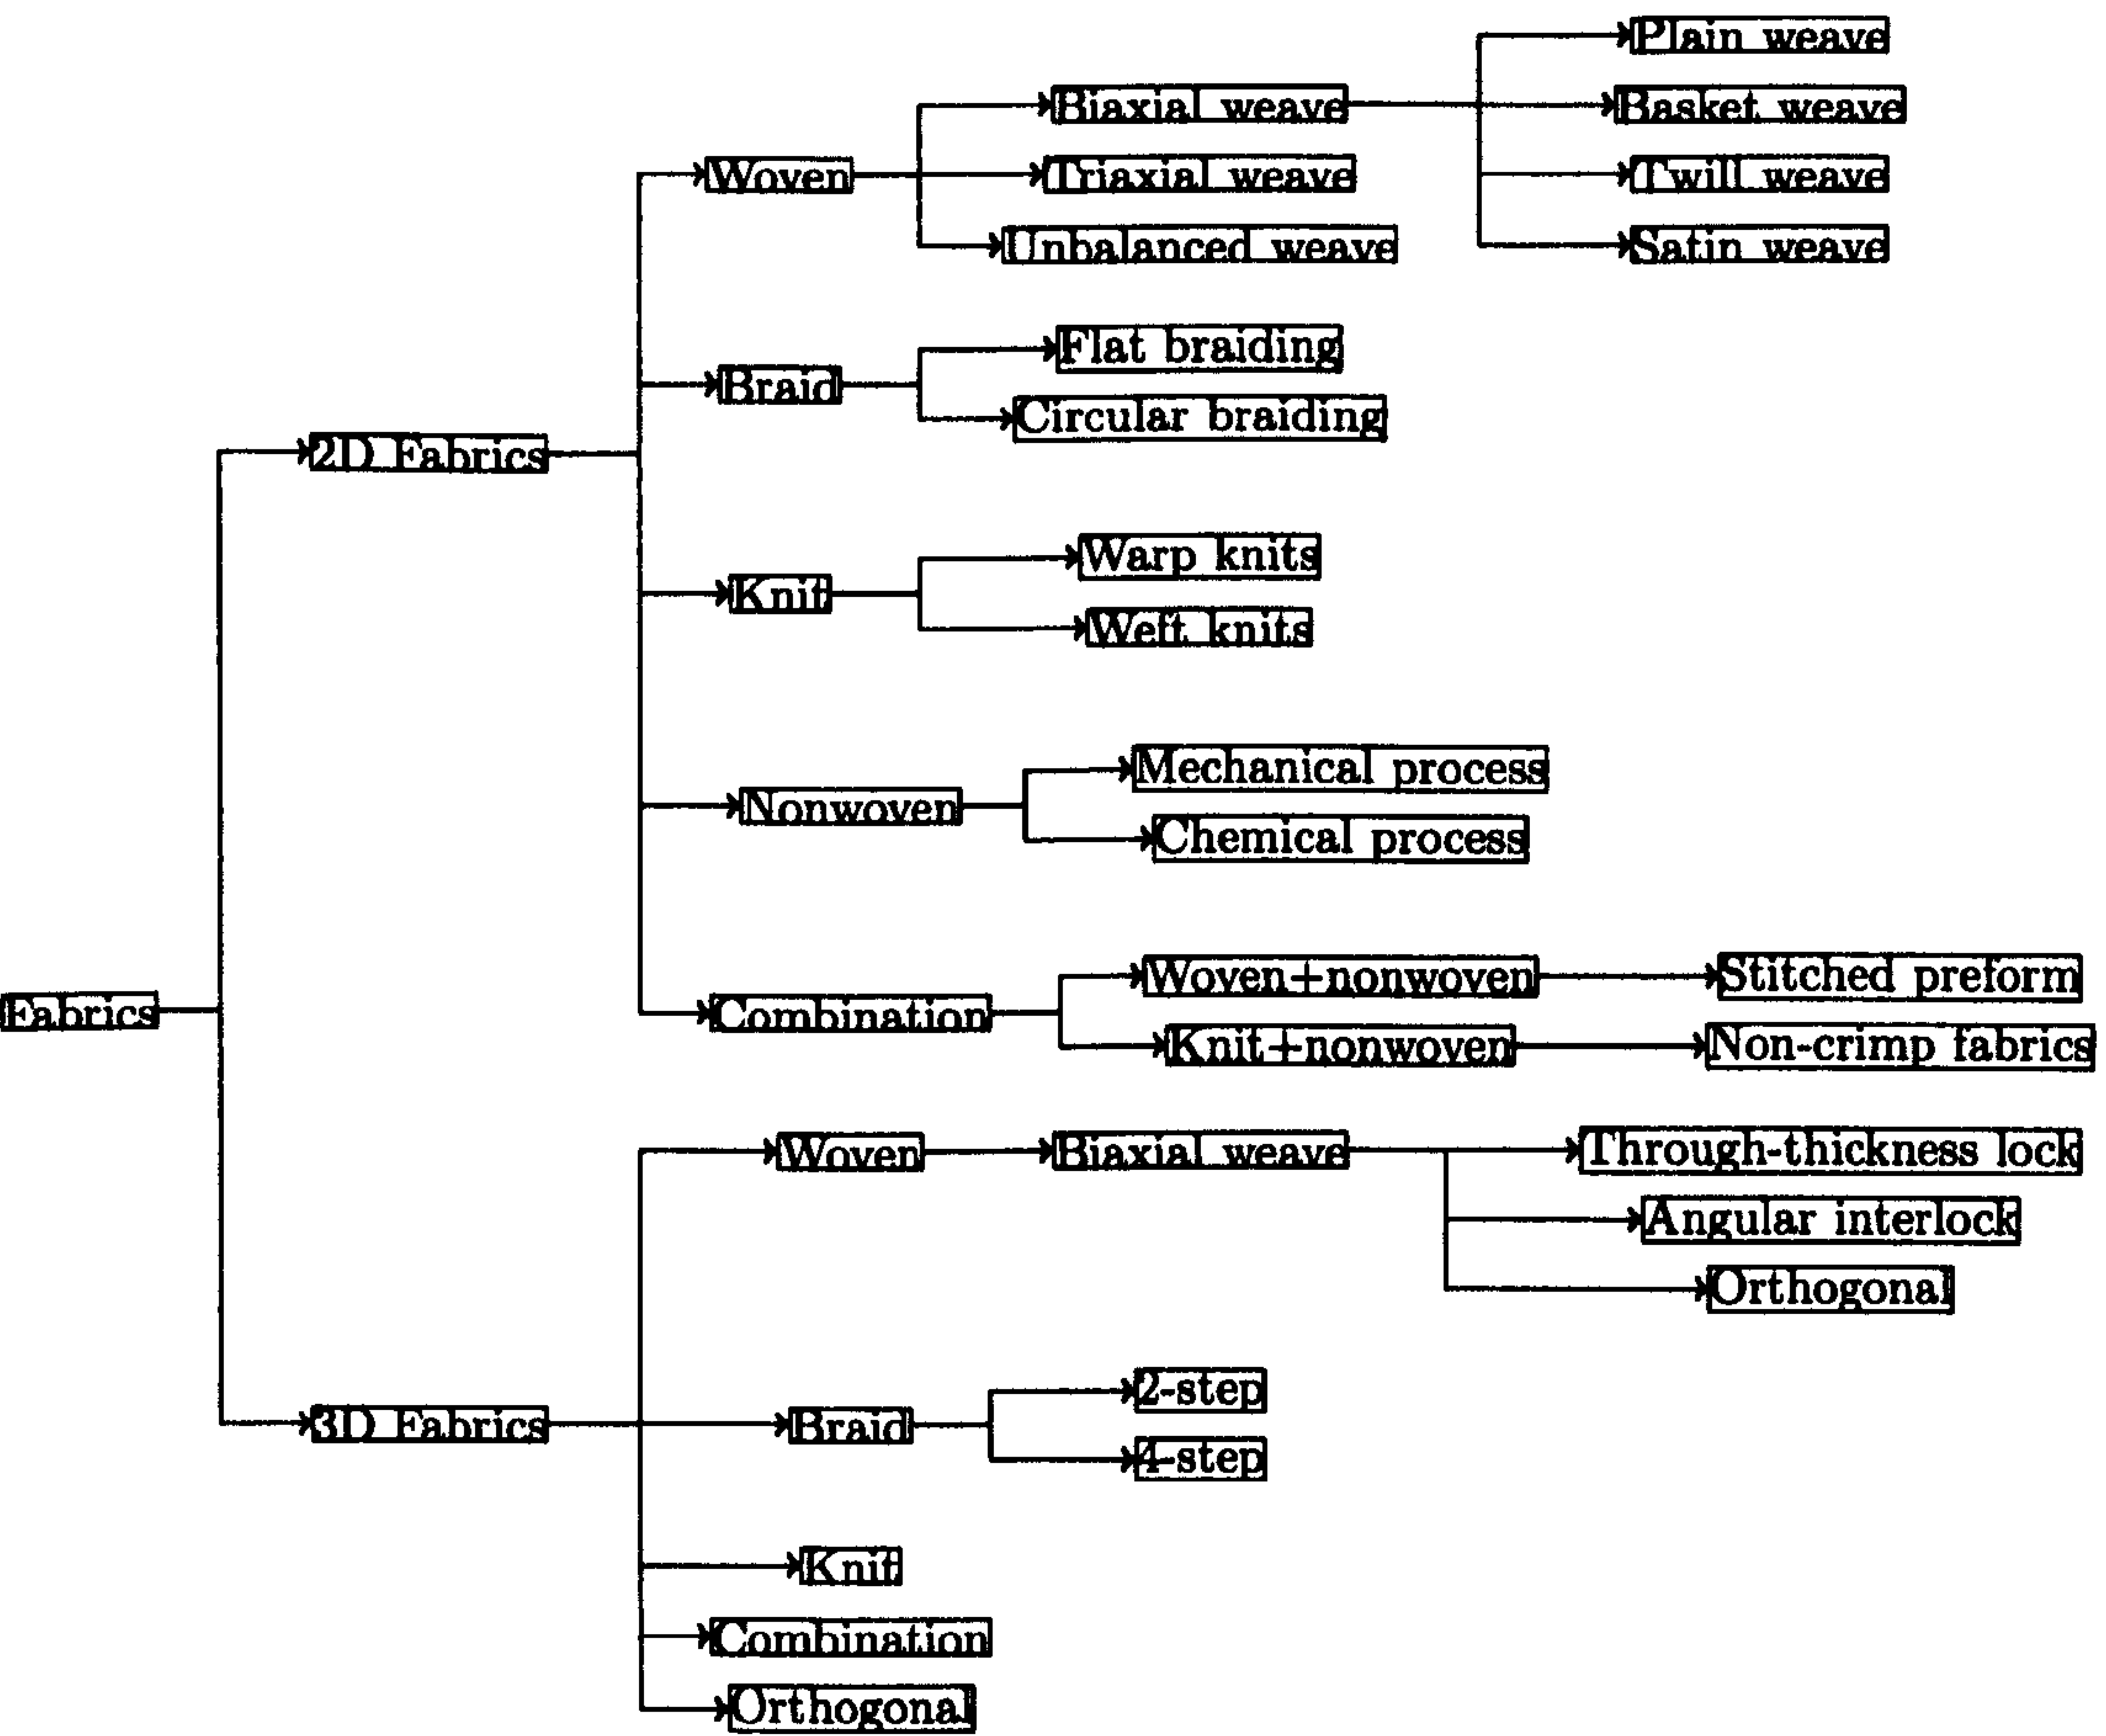 Fabrics
2D Fabrics
Woven
Biaxial weave
Plain weave
Basket weave
Twill weave
Satin weave
Triaxial weave
Unbalanced weave
Braid
Flat braiding
Circular braiding
Knit
Warp knits
Weft knits
Nonwoven
Mechanical process
Chemical process
Combination
Woven+nonwoven
Stitched preform
Knit+nonwoven
Non-crimp fabrics
3D Fabrics
Woven
Biaxial weave
Through-thickness lock
Angular interlock
Orthogonal
Braid
2-step
4-step
Knit
Combination
Orthogonal